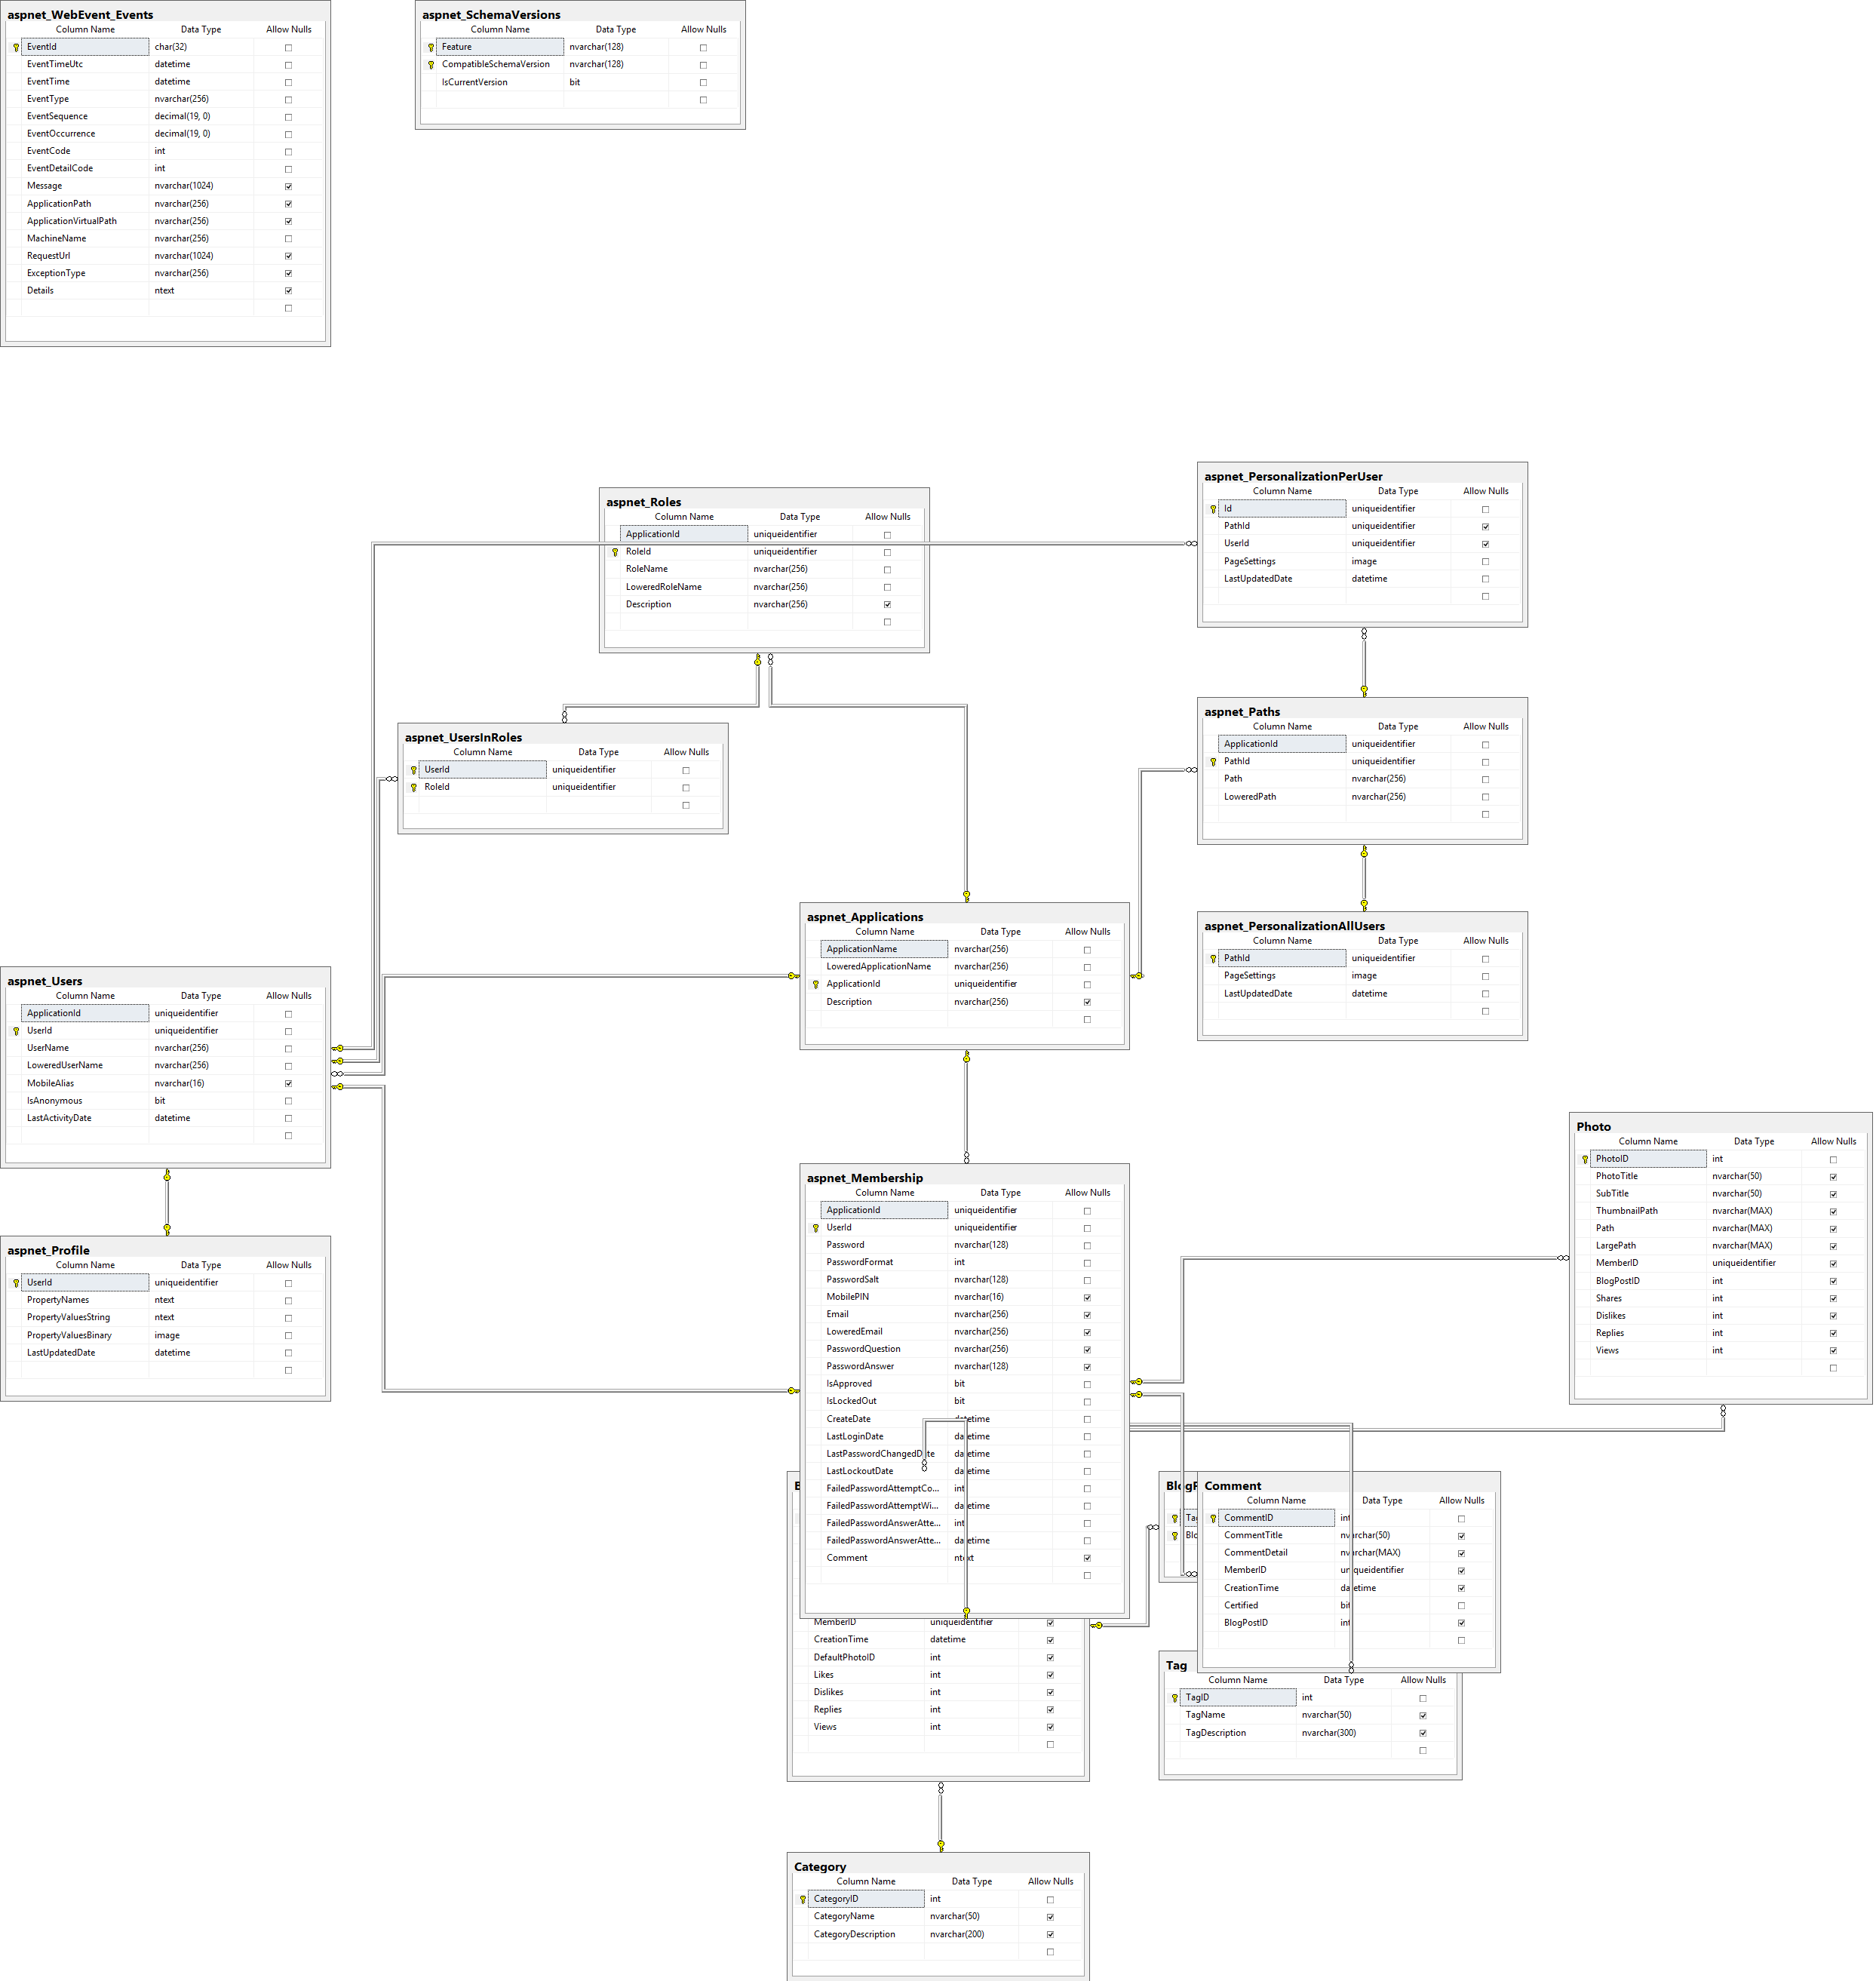 aspnet_WebEvent_Events
Column Name Data Type Allow Nulls
EventId char(32)
EventTimeUtc datetime
EventTime datetime
EventType nvarchar(256)
EventSequence decimal(19, 0)
EventOccurrence decimal(19, 0)
EventCode int
EventDetailCode int
Message nvarchar(1024)
ApplicationPath nvarchar(256)
ApplicationVirtualPath nvarchar(256)
MachineName nvarchar(256)
RequestUrl nvarchar(1024)
ExceptionType nvarchar(256)
Details ntext
aspnet_SchemaVersions
Column Name Data Type Allow Nulls
Feature nvarchar(128)
CompatibleSchemaVersion nvarchar(128)
IsCurrentVersion bit
aspnet_Roles
Column Name Data Type Allow Nulls
ApplicationId uniqueidentifier
RoleId uniqueidentifier
RoleName nvarchar(256)
LoweredRoleName nvarchar(256)
Description nvarchar(256)
aspnet_PersonalizationPerUser
Column Name Data Type Allow Nulls
Id uniqueidentifier
PathId uniqueidentifier
UserId uniqueidentifier
PageSettings image
LastUpdatedDate datetime
aspnet_UsersInRoles
Column Name Data Type Allow Nulls
UserId uniqueidentifier
RoleId uniqueidentifier
aspnet_Paths
Column Name Data Type Allow Nulls
ApplicationId uniqueidentifier
PathId uniqueidentifier
Path nvarchar(256)
LoweredPath nvarchar(256)
aspnet_Applications
Column Name Data Type Allow Nulls
ApplicationName nvarchar(256)
LoweredApplicationName nvarchar(256)
ApplicationId uniqueidentifier
Description nvarchar(256)
aspnet_PersonalizationAllUsers
Column Name Data Type Allow Nulls
PathId uniqueidentifier
PageSettings image
LastUpdatedDate datetime
aspnet_Users
Column Name Data Type Allow Nulls
ApplicationId uniqueidentifier
UserId uniqueidentifier
UserName nvarchar(256)
LoweredUserName nvarchar(256)
MobileAlias nvarchar(16)
IsAnonymous bit
LastActivityDate datetime
aspnet_Profile
Column Name Data Type Allow Nulls
UserId uniqueidentifier
PropertyNames ntext
PropertyValuesString ntext
PropertyValuesBinary image
LastUpdatedDate datetime
aspnet_Membership
Column Name Data Type Allow Nulls
ApplicationId uniqueidentifier
UserId uniqueidentifier
Password nvarchar(128)
PasswordFormat int
PasswordSalt nvarchar(128)
MobilePIN nvarchar(16)
Email nvarchar(256)
LoweredEmail nvarchar(256)
PasswordQuestion nvarchar(256)
PasswordAnswer nvarchar(128)
IsApproved bit
IsLockedOut bit
CreateDate datetime
LastLoginDate datetime
LastPasswordChangedDate datetime
LastLockoutDate datetime
FailedPasswordAttemptCo... int
FailedPasswordAttemptWi... datetime
FailedPasswordAnswerAtte... int
FailedPasswordAnswerAtte... datetime
Comment ntext
Photo
Column Name Data Type Allow Nulls
PhotoID int
PhotoTitle nvarchar(50)
SubTitle nvarchar(50)
ThumbnailPath nvarchar(MAX)
Path nvarchar(MAX)
LargePath nvarchar(MAX)
MemberID uniqueidentifier
BlogPostID int
Shares int
Dislikes int
Replies int
Views int
MemberID uniqueidentifier
CreationTime datetime
DefaultPhotoID int
Likes int
Dislikes int
Replies int
Views int
Comment
Column Name Data Type Allow Nulls
CommentID int
CommentTitle nvarchar(50)
CommentDetail nvarchar(MAX)
MemberID uniqueidentifier
CreationTime datetime
Certified bit
BlogPostID int
Tag
Column Name Data Type Allow Nulls
TagID int
TagName nvarchar(50)
TagDescription nvarchar(300)
Category
Column Name Data Type Allow Nulls
CategoryID int
CategoryName nvarchar(50)
CategoryDescription nvarchar(200)